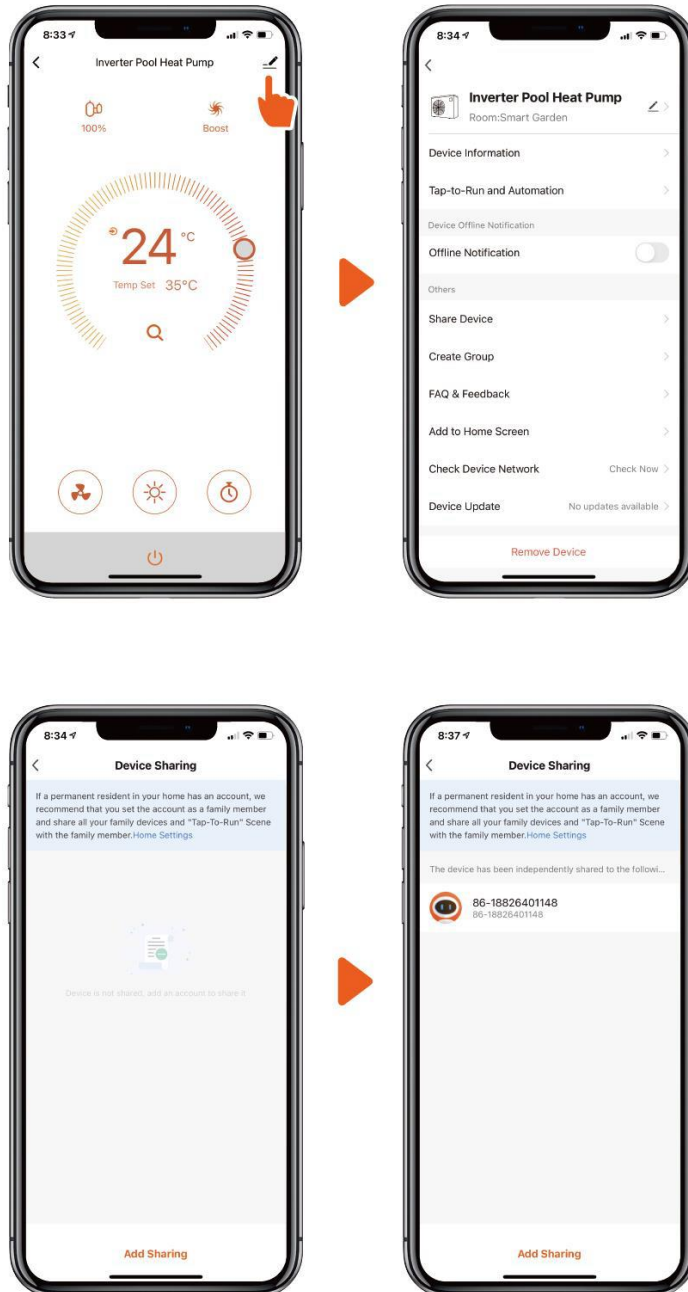 8:33
Inverter Pool Heat Pump
100%
Boost
24 °C
Temp Set 35°C
8:34
Inverter Pool Heat Pump
Room:Smart Garden
Device Information
Tap-to-Run and Automation
Device Offline Notification
Offline Notification
Others
Share Device
Create Group
FAQ & Feedback
Add to Home Screen
Check Device Network Check Now
Device Update No updates available
Remove Device
8:34
Device Sharing
If a permanent resident in your home has an account, we
recommend that you set the account as a family member
and share all your family devices and "Tap-To-Run" Scene
with the family member.Home Settings
Device is not shared, add an account to share it
Add Sharing
8:37
Device Sharing
If a permanent resident in your home has an account, we
recommend that you set the account as a family member
and share all your family devices and "Tap-To-Run" Scene
with the family member.Home Settings
The device has been independently shared to the followi...
86-18826401148
86-18826401148
Add Sharing